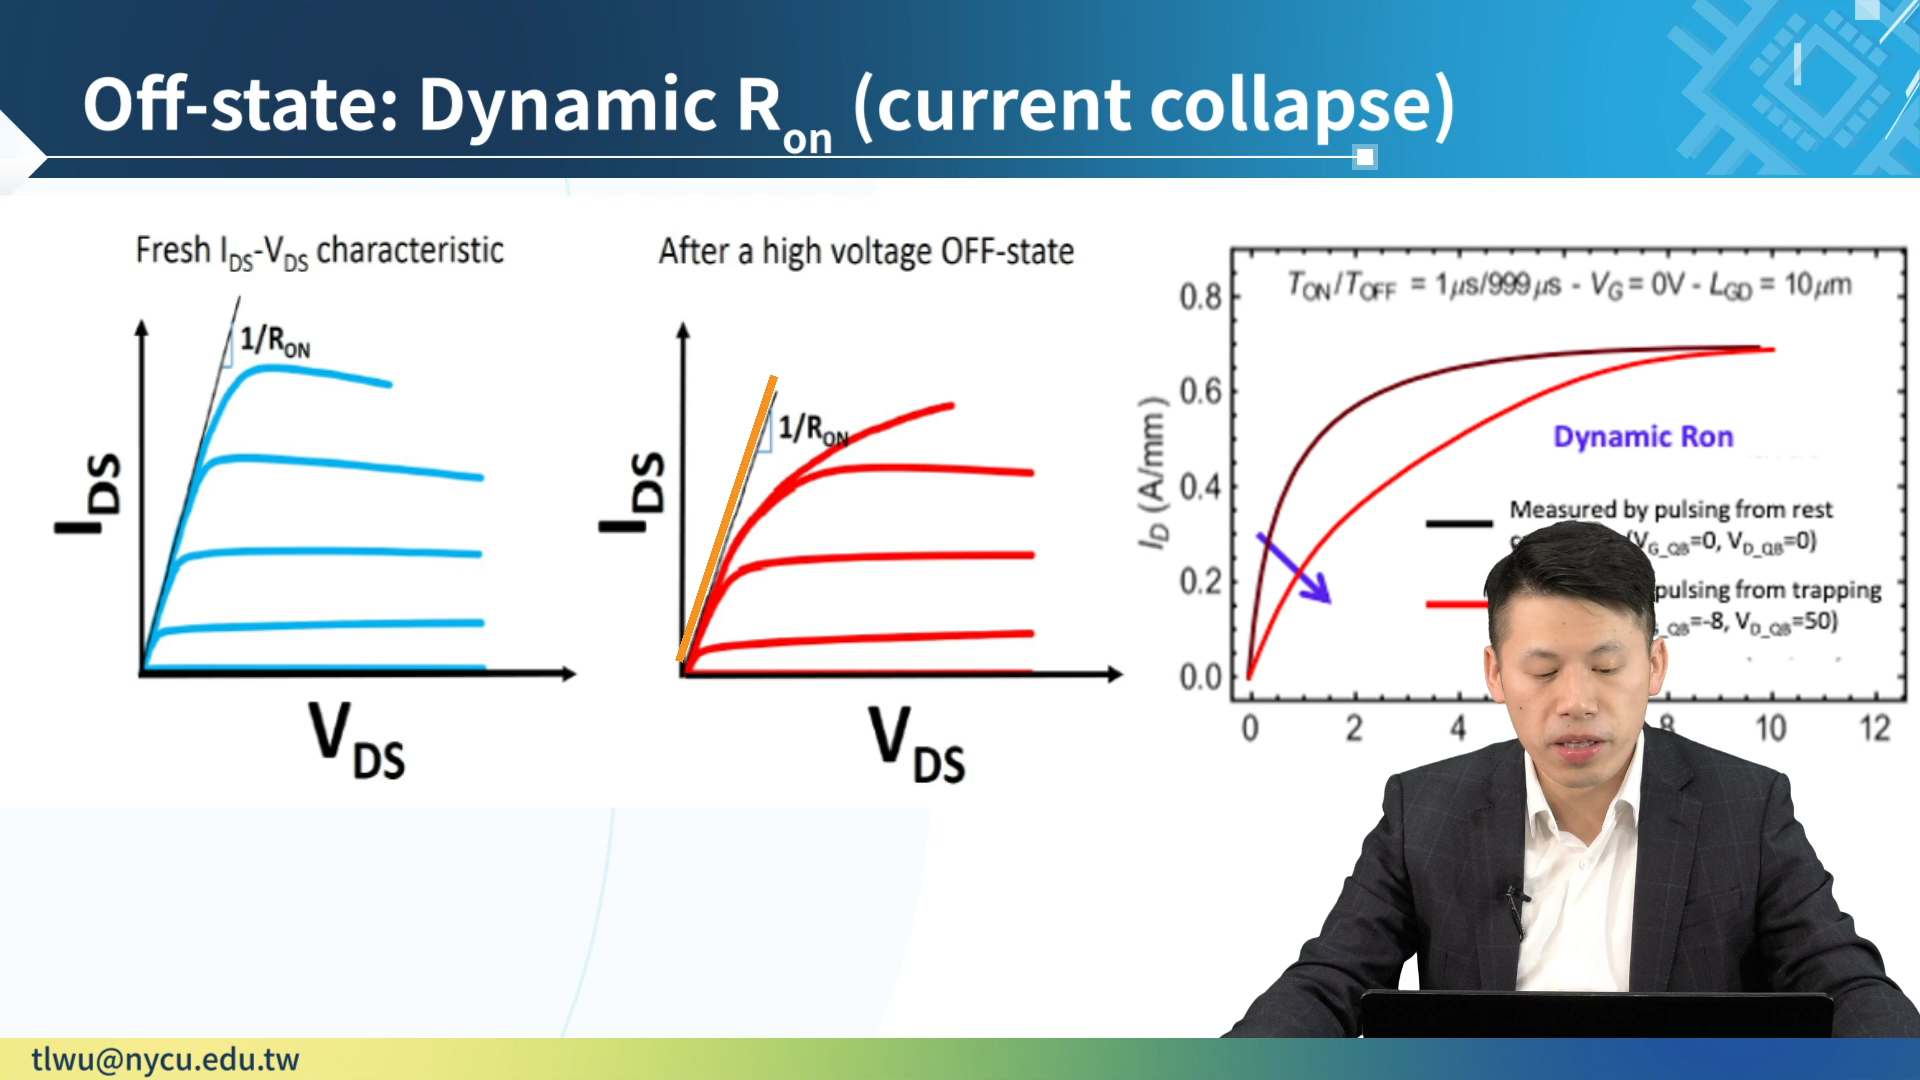 Off-state: Dynamic Ron (current collapse)
Fresh IDS-VDS characteristic
1/RON
IDS
VDS
After a high voltage OFF-state
1/RON
IDS
VDS
TON/TOFF = 1μs/999μs - VG = 0V - LGD = 10μm
0.8
0.6
0.4
0.2
0.0
ID (A/mm)
Dynamic Ron
Measured by pulsing from rest
(VG_QB=0, VD_QB=0)
pulsing from trapping
=-8, VD_QB=50)
0 2 4 8 10 12
tlwu@nycu.edu.tw